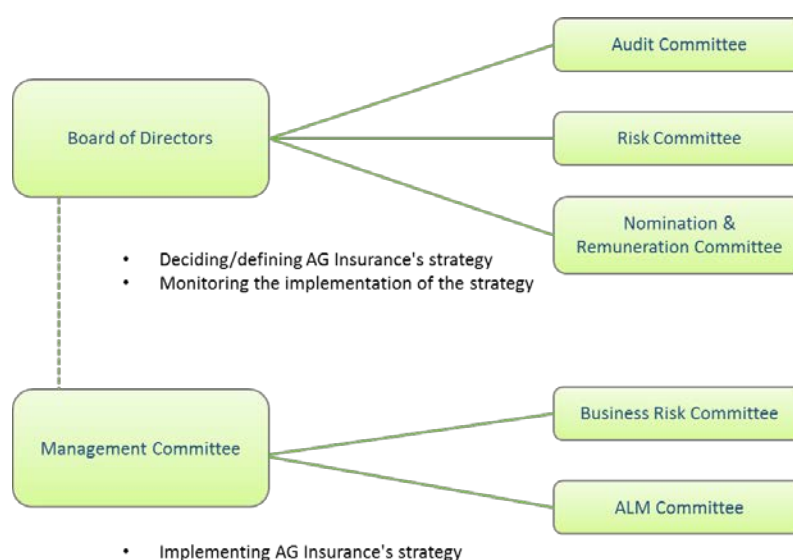 Audit Committee
Board of Directors
Risk Committee
Nomination &
Remuneration Committee
• Deciding/defining AG Insurance's strategy
• Monitoring the implementation of the strategy
Business Risk Committee
Management Committee
ALM Committee
• Implementing AG Insurance's strategy